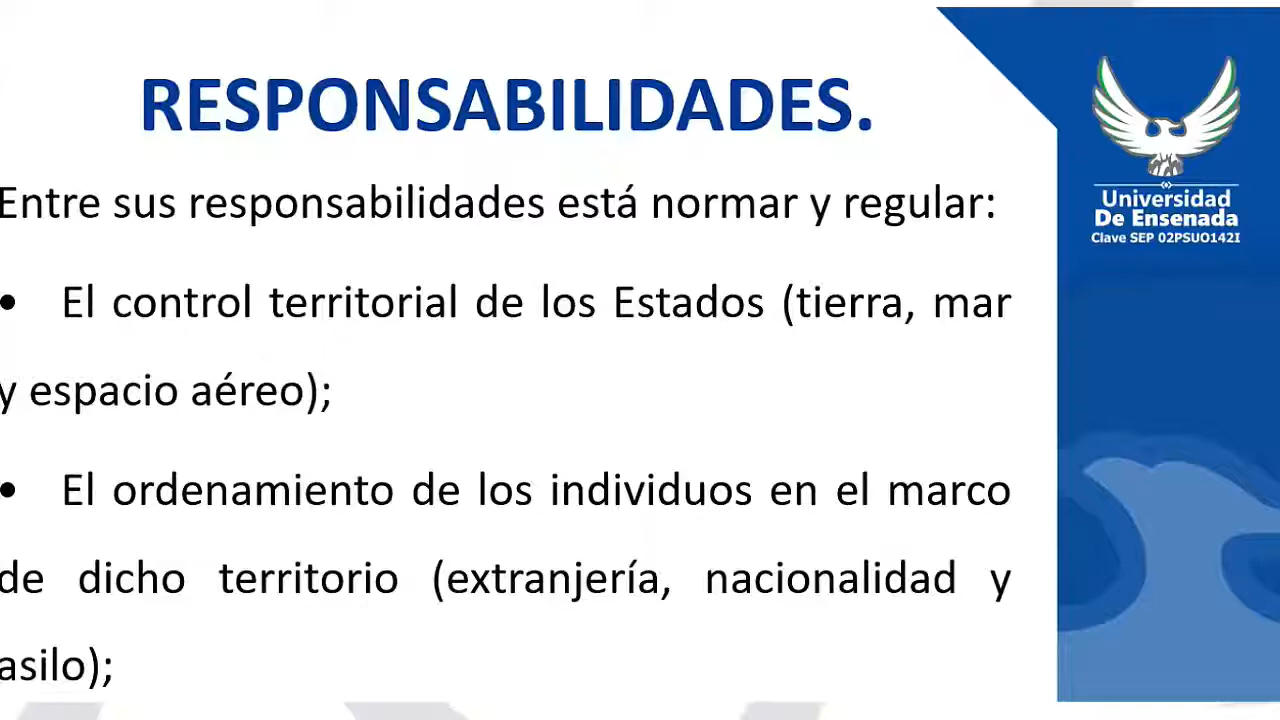 RESPONSABILIDADES.
Entre sus responsabilidades está normar y regular:
• El control territorial de los Estados (tierra, mar
y espacio aéreo);
• El ordenamiento de los individuos en el marco
de dicho territorio (extranjería, nacionalidad y
asilo);
Universidad
De Ensenada
Clave SEP 02PSUO142I